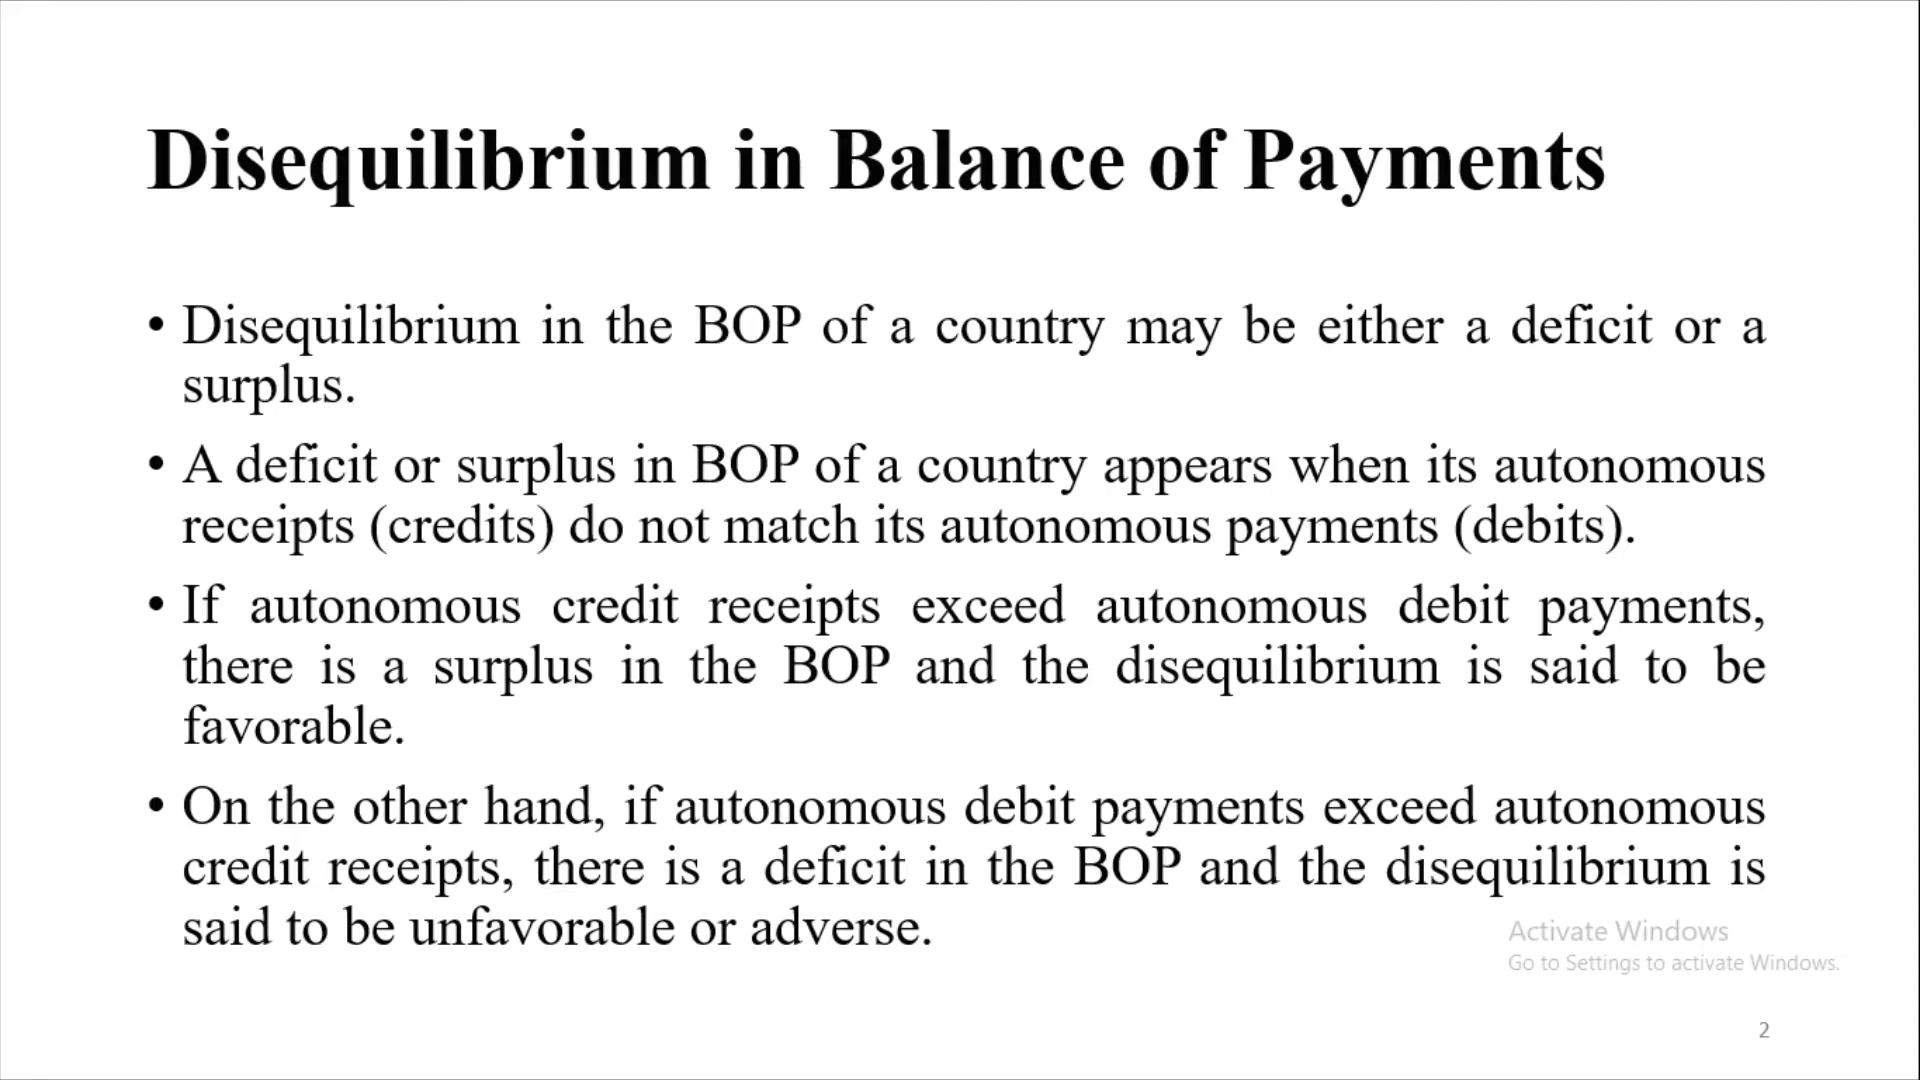 Disequilibrium in Balance of Payments
• Disequilibrium in the BOP of a country may be either a deficit or a
surplus.
• A deficit or surplus in BOP of a country appears when its autonomous
receipts (credits) do not match its autonomous payments (debits).
• If autonomous credit receipts exceed autonomous debit payments,
there is a surplus in the BOP and the disequilibrium is said to be
favorable.
• On the other hand, if autonomous debit payments exceed autonomous
credit receipts, there is a deficit in the BOP and the disequilibrium is
said to be unfavorable or adverse.
Activate Windows
Go to Settings to activate Windows.
2